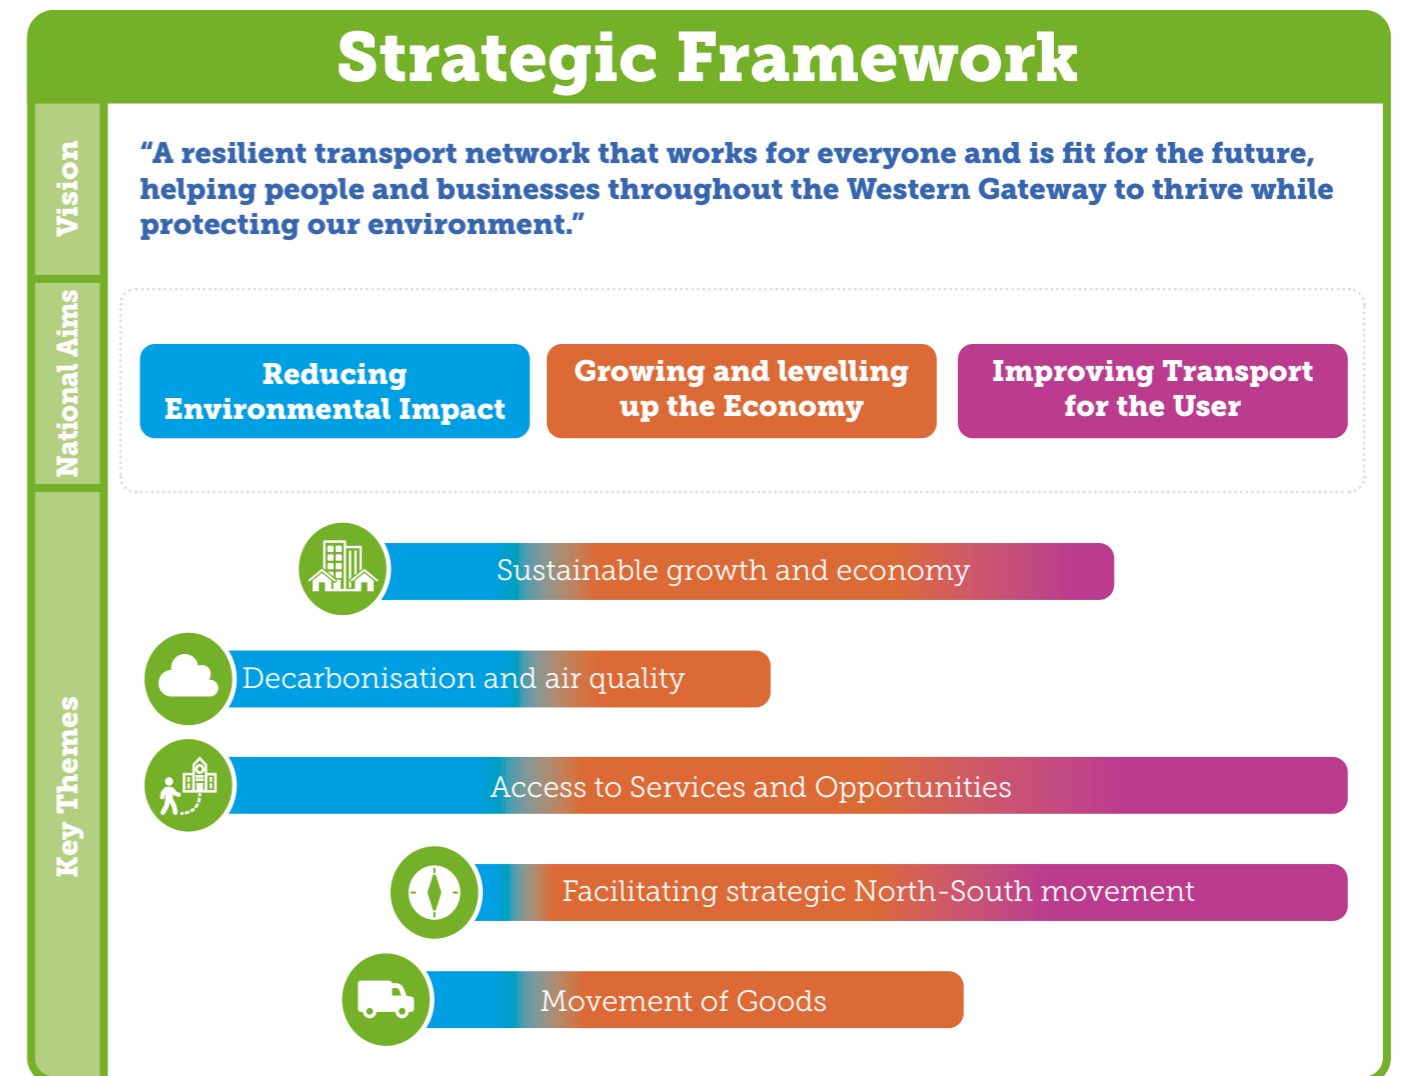 Strategic Framework
Vision
“A resilient transport network that works for everyone and is fit for the future,
helping people and businesses throughout the Western Gateway to thrive while
protecting our environment.”
National Aims
Reducing
Environmental Impact
Growing and levelling
up the Economy
Improving Transport
for the User
Key Themes
Sustainable growth and economy
Decarbonisation and air quality
Access to Services and Opportunities
Facilitating strategic North-South movement
Movement of Goods